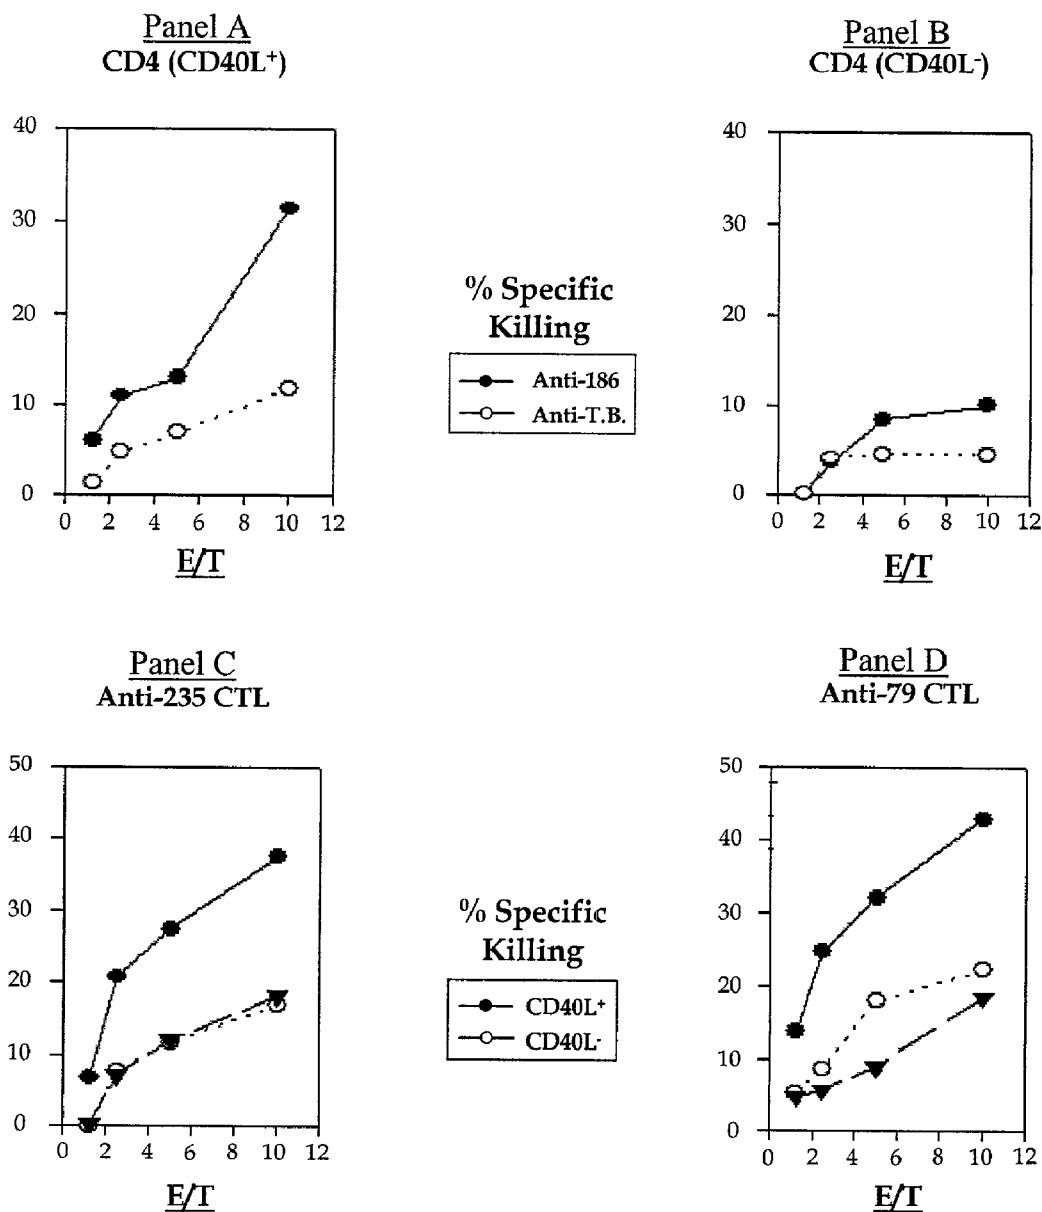 Panel A
CD4 (CD40L⁺)
40
30
20
10
0
0 2 4 6 8 10 12
E/T
% Specific
Killing
Anti-186
Anti-T.B.
Panel B
CD4 (CD40L⁻)
40
30
20
10
0
0 2 4 6 8 10 12
E/T
Panel C
Anti-235 CTL
50
40
30
20
10
0
0 2 4 6 8 10 12
E/T
% Specific
Killing
CD40L⁺
CD40L⁻
Panel D
Anti-79 CTL
50
40
30
20
10
0
0 2 4 6 8 10 12
E/T